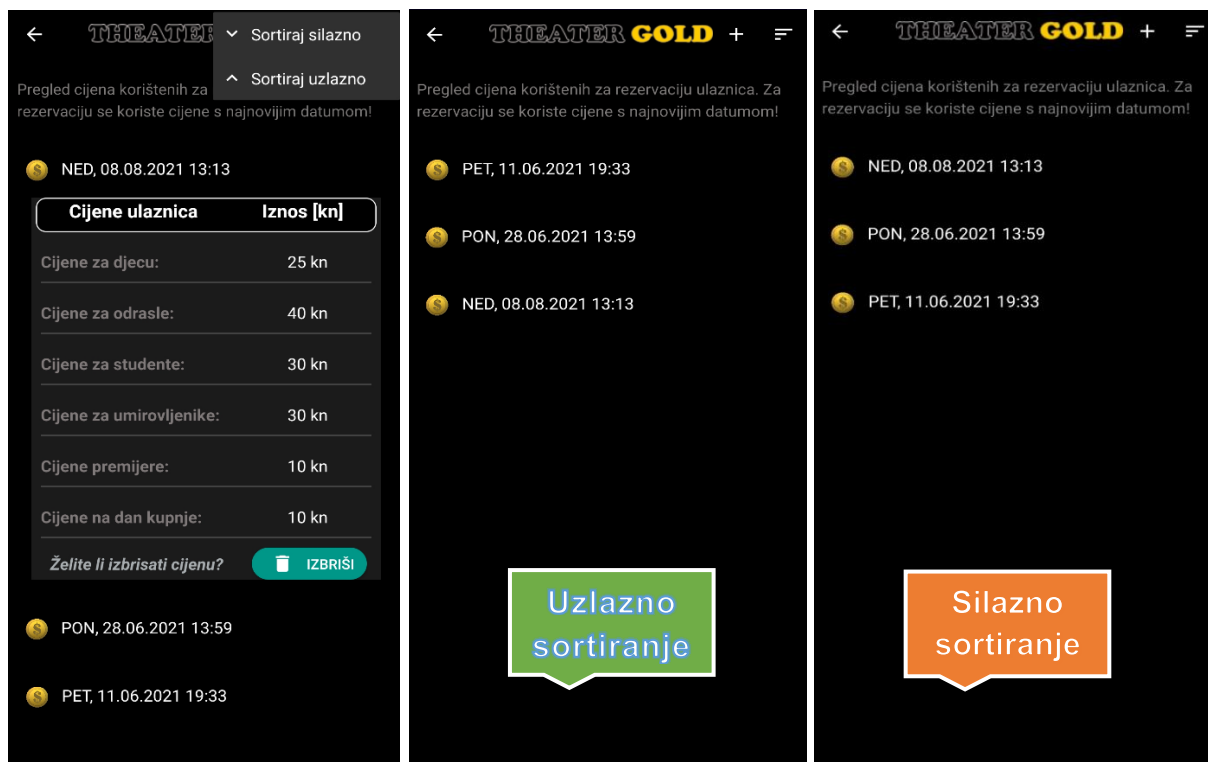 THEATER
Sortiraj silazno
Sortiraj uzlazno
Pregled cijena korištenih za
rezervaciju se koriste cijene s najnovijim datumom!
NED, 08.08.2021 13:13
Cijene ulaznica Iznos [kn]
Cijene za djecu: 25 kn
Cijene za odrasle: 40 kn
Cijene za studente: 30 kn
Cijene za umirovljenike: 30 kn
Cijene premijere: 10 kn
Cijene na dan kupnje: 10 kn
Želite li izbrisati cijenu? IZBRIŠI
PON, 28.06.2021 13:59
PET, 11.06.2021 19:33
THEATER GOLD
Pregled cijena korištenih za rezervaciju ulaznica. Za
rezervaciju se koriste cijene s najnovijim datumom!
PET, 11.06.2021 19:33
PON, 28.06.2021 13:59
NED, 08.08.2021 13:13
Uzlazno
sortiranje
THEATER GOLD
Pregled cijena korištenih za rezervaciju ulaznica. Za
rezervaciju se koriste cijene s najnovijim datumom!
NED, 08.08.2021 13:13
PON, 28.06.2021 13:59
PET, 11.06.2021 19:33
Silazno
sortiranje